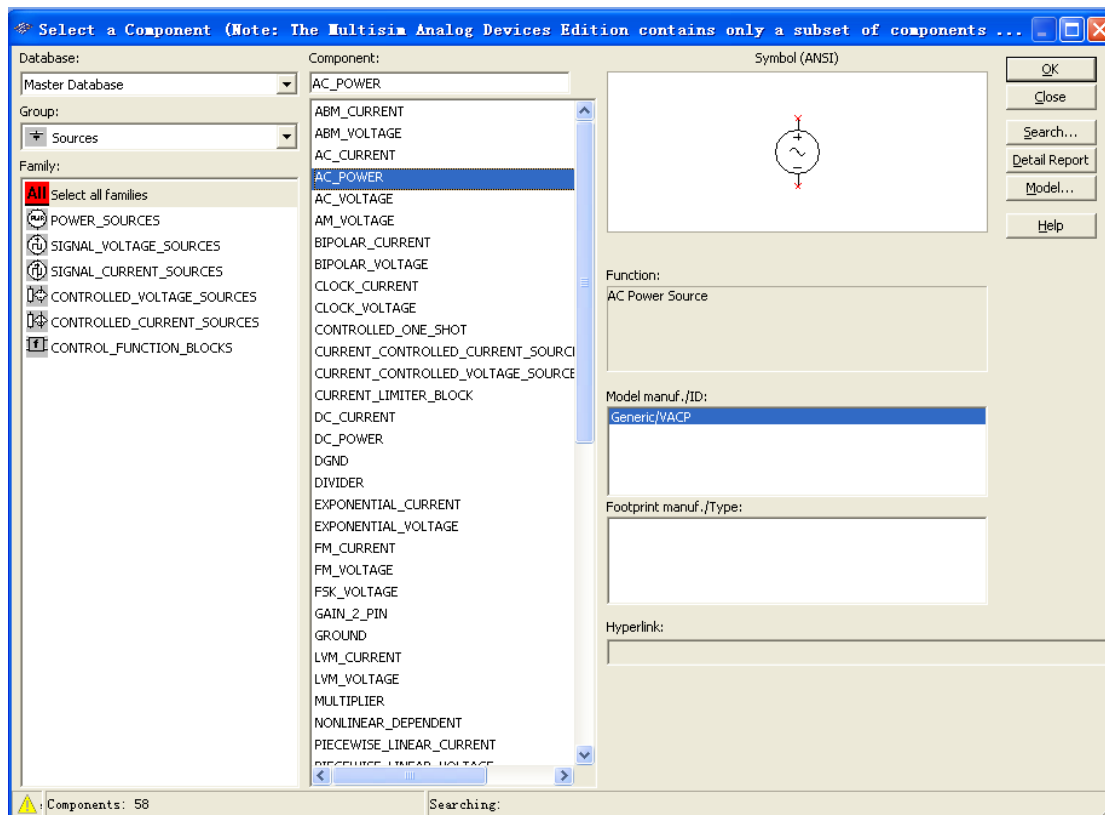 Select a Component (Note: The Multisim Analog Devices Edition contains only a subset of components ...
Database:
Master Database
Group:
Sources
Family:
All Select all families
POWER_SOURCES
SIGNAL_VOLTAGE_SOURCES
SIGNAL_CURRENT_SOURCES
CONTROLLED_VOLTAGE_SOURCES
CONTROLLED_CURRENT_SOURCES
CONTROL_FUNCTION_BLOCKS
Component:
AC_POWER
ABM_CURRENT
ABM_VOLTAGE
AC_CURRENT
AC_POWER
AC_VOLTAGE
AM_VOLTAGE
BIPOLAR_CURRENT
BIPOLAR_VOLTAGE
CLOCK_CURRENT
CLOCK_VOLTAGE
CONTROLLED_ONE_SHOT
CURRENT_CONTROLLED_CURRENT_SOURCE
CURRENT_CONTROLLED_VOLTAGE_SOURCE
CURRENT_LIMITER_BLOCK
DC_CURRENT
DC_POWER
DGND
DIVIDER
EXPONENTIAL_CURRENT
EXPONENTIAL_VOLTAGE
FM_CURRENT
FM_VOLTAGE
FSK_VOLTAGE
GAIN_2_PIN
GROUND
LVM_CURRENT
LVM_VOLTAGE
MULTIPLIER
NONLINEAR_DEPENDENT
PIECEWISE_LINEAR_CURRENT
PIECEWISE_LINEAR_VOLTAGE
Symbol (ANSI)
Function:
AC Power Source
Model manuf./ID:
Generic/VACP
Footprint manuf./Type:
Hyperlink:
OK
Close
Search...
Detail Report
Model...
Help
Components: 58
Searching: